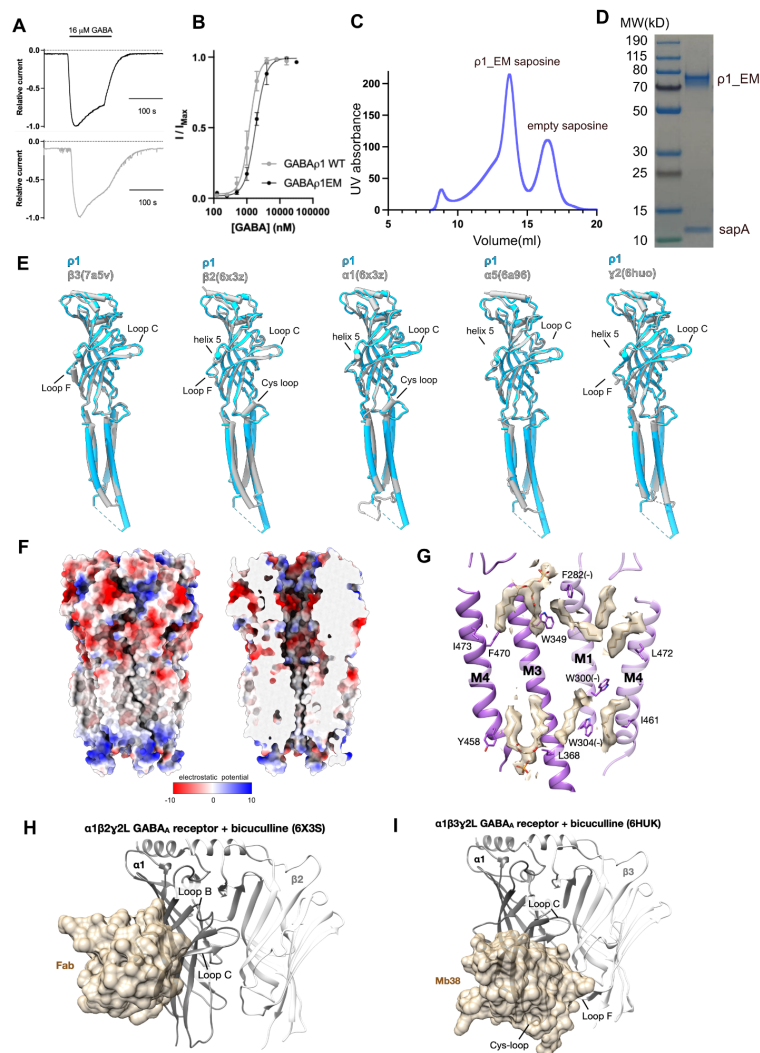 A
16 µM GABA
0.0
-0.5
-1.0
Relative current
100 s
0.0
-0.5
-1.0
Relative current
100 s
B
1.0
0.5
0.0
I / IMax
GABAρ1 WT
GABAρ1EM
100
1000
10000
100000
[GABA] (nM)
C
ρ1_EM saposine
empty saposine
200
150
100
50
0
UV absorbance
5
10
15
20
Volume(ml)
D
MW(kD)
190
115
80
70
50
30
25
15
10
ρ1_EM
sapA
E
ρ1
β3(7a5v)
Loop C
Loop F
ρ1
β2(6x3z)
helix 5
Loop C
Loop F
Cys loop
ρ1
α1(6x3z)
helix 5
Loop C
Cys loop
ρ1
α5(6a96)
helix 5
Loop C
ρ1
ɣ2(6huo)
helix 5
Loop C
Loop F
F
electrostatic potential
-10
0
10
G
F282(-)
W349
I473
F470
M3
M1
L472
M4
W300(-)
M4
I461
Y458
W304(-)
L368
H
α1β2ɣ2L GABAA receptor + bicuculline (6X3S)
α1
β2
Loop B
Fab
Loop C
I
α1β3ɣ2L GABAA receptor + bicuculline (6HUK)
α1
β3
Loop C
Mb38
Loop F
Cys-loop